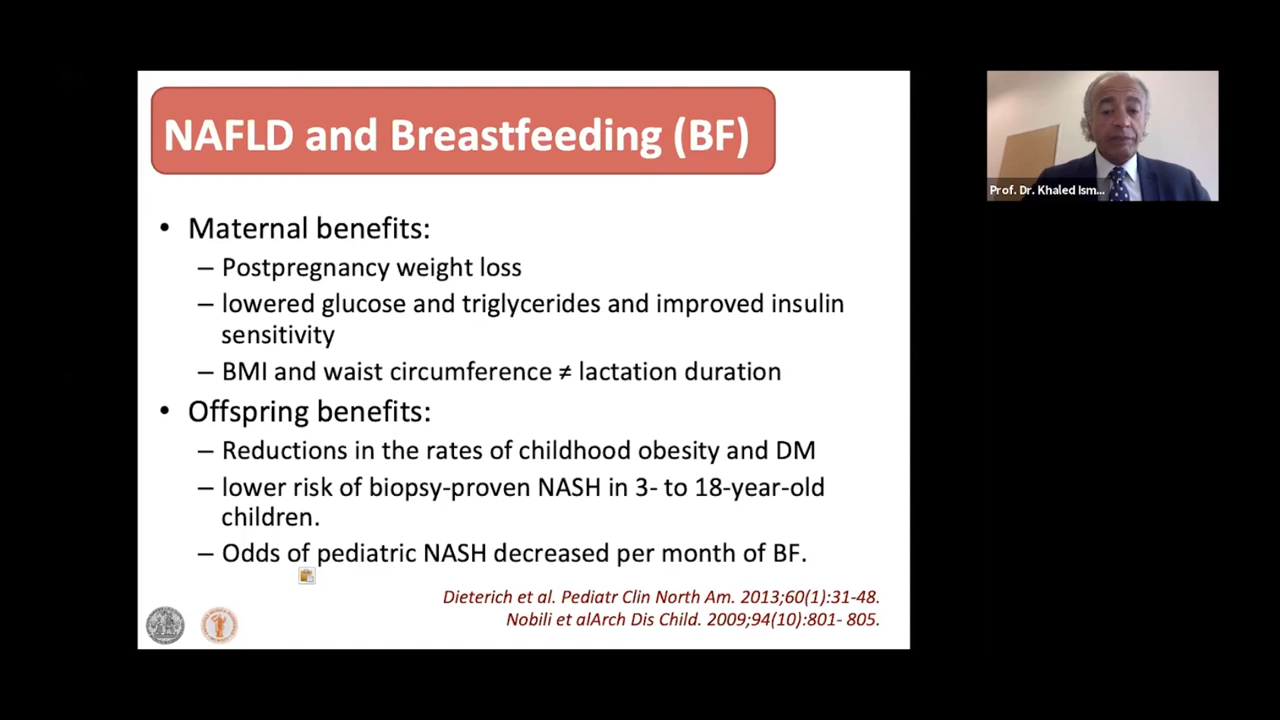 NAFLD and Breastfeeding (BF)
• Maternal benefits:
– Postpregnancy weight loss
– lowered glucose and triglycerides and improved insulin
sensitivity
– BMI and waist circumference ≠ lactation duration
• Offspring benefits:
– Reductions in the rates of childhood obesity and DM
– lower risk of biopsy-proven NASH in 3- to 18-year-old
children.
– Odds of pediatric NASH decreased per month of BF.
Dieterich et al. Pediatr Clin North Am. 2013;60(1):31-48.
Nobili et alArch Dis Child. 2009;94(10):801- 805.
Prof. Dr. Khaled Ism...